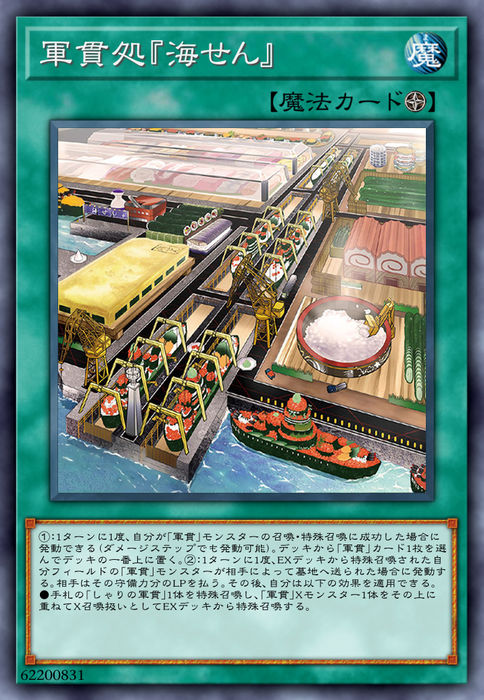 軍貫処『海せん』
魔
【魔法カード】
①:1ターンに1度、自分が「軍貫」モンスターの召喚・特殊召喚に成功した場合に
発動できる(ダメージステップでも発動可能)。デッキから「軍貫」カード1枚を選
んでデッキの一番上に置く。②:1ターンに1度、EXデッキから特殊召喚された自
分フィールドの「軍貫」モンスターが相手によって墓地へ送られた場合に発動す
る。相手はその守備力分のLPを払う。その後、自分は以下の効果を適用できる。
●手札の「しゃりの軍貫」1体を特殊召喚し、「軍貫」Xモンスター1体をその上に
重ねてX召喚扱いとしてEXデッキから特殊召喚する。
62200831